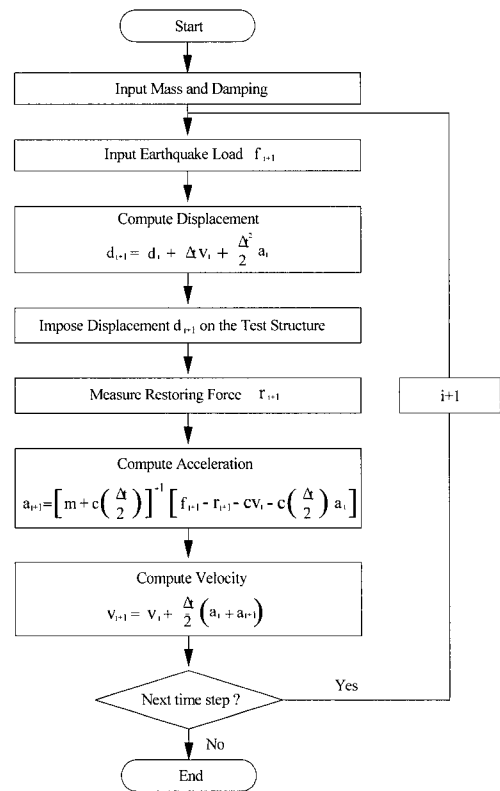 Start
Input Mass and Damping
Input Earthquake Load f_{i+1}
Compute Displacement
d_{i+1} = d_i + Δt v_i + Δt²/2 a_i
Impose Displacement d_{i+1} on the Test Structure
Measure Restoring Force r_{i+1}
i+1
Compute Acceleration
a_{i+1} = [m + c(Δt/2)]^{-1} [f_{i+1} - r_{i+1} - cv_i - c(Δt/2) a_i]
Compute Velocity
v_{i+1} = v_i + Δt/2 (a_i + a_{i+1})
Next time step ?
Yes
No
End